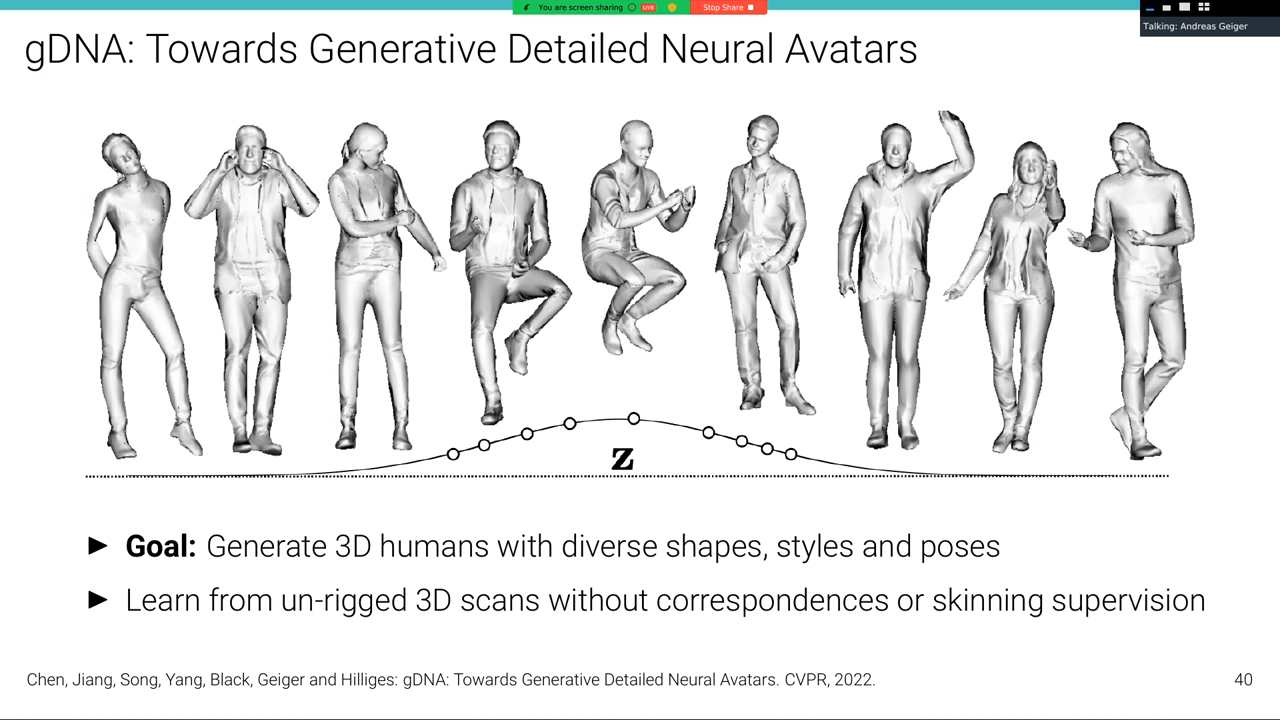 You are screen sharing
LIVE
Stop Share
Talking: Andreas Geiger
gDNA: Towards Generative Detailed Neural Avatars
z
Goal: Generate 3D humans with diverse shapes, styles and poses
Learn from un-rigged 3D scans without correspondences or skinning supervision
Chen, Jiang, Song, Yang, Black, Geiger and Hilliges: gDNA: Towards Generative Detailed Neural Avatars. CVPR, 2022.
40